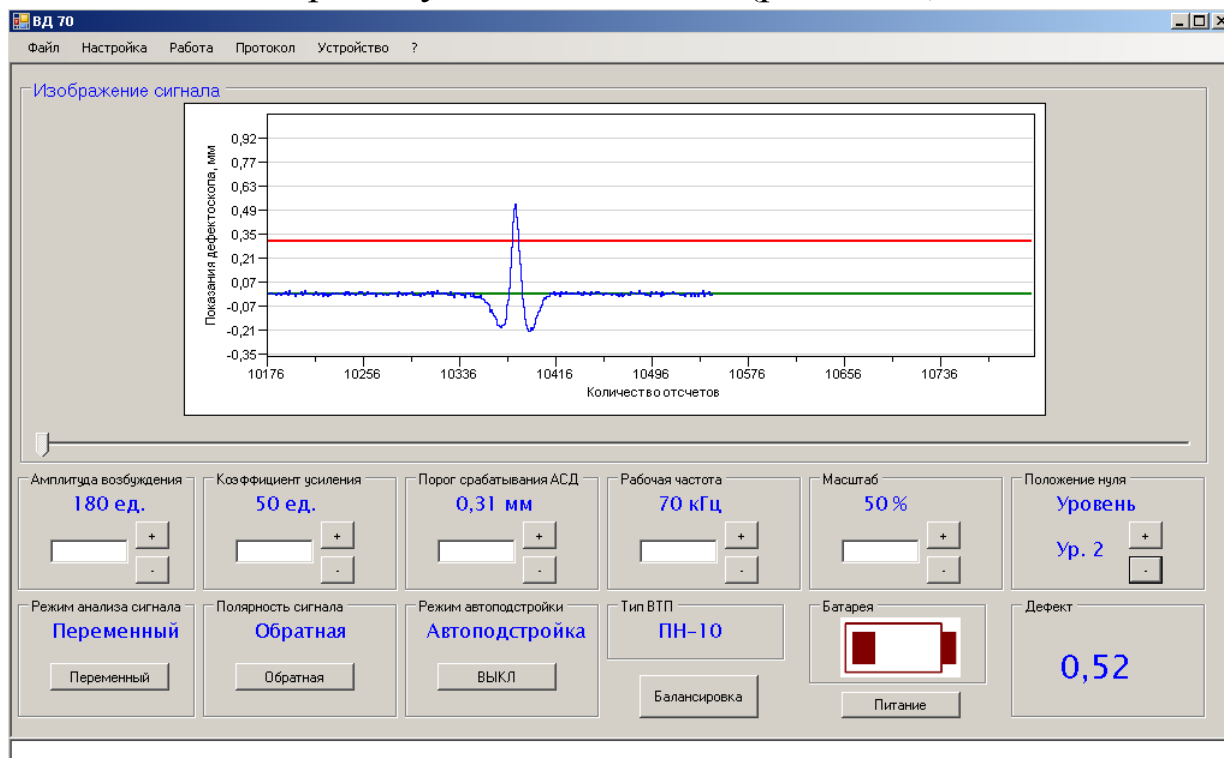 ВД 70
Файл Настройка Работа Протокол Устройство ?
Изображение сигнала
Показания дефектоскопа, мм
0,92
0,77
0,63
0,49
0,35
0,21
0,07
-0,07
-0,21
-0,35
10176 10256 10336 10416 10496 10576 10656 10736
Количество отсчетов
Амплитуда возбуждения Коэффициент усиления Порог срабатывания АСД Рабочая частота Масштаб Положение нуля
180 ед. 50 ед. 0,31 мм 70 кГц 50 % Уровень
+ + + + + Ур. 2 +
- - - - - -
Режим анализа сигнала Полярность сигнала Режим автоподстройки Тип ВТП Батарея Дефект
Переменный Обратная Автоподстройка ПН-10
0,52
Переменный Обратная ВЫКЛ Балансировка Питание